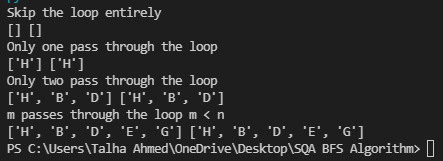 Skip the loop entirely
[] []
Only one pass through the loop
['H'] ['H']
Only two pass through the loop
['H', 'B', 'D'] ['H', 'B', 'D']
m passes through the loop m < n
['H', 'B', 'D', 'E', 'G'] ['H', 'B', 'D', 'E', 'G']
PS C:\Users\Talha Ahmed\OneDrive\Desktop\SQA BFS Algorithm>